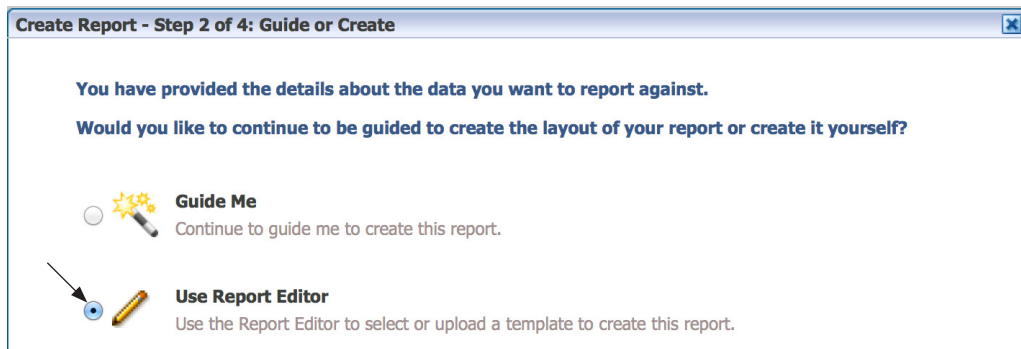 Create Report - Step 2 of 4: Guide or Create
You have provided the details about the data you want to report against.
Would you like to continue to be guided to create the layout of your report or create it yourself?
Guide Me
Continue to guide me to create this report.
Use Report Editor
Use the Report Editor to select or upload a template to create this report.